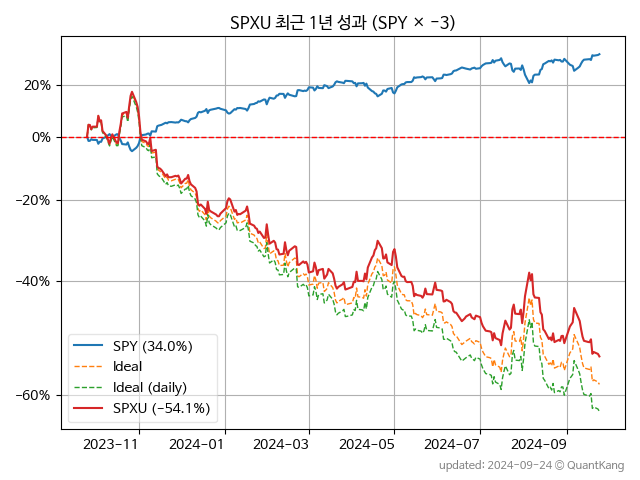 SPXU 최근 1년 성과 (SPY × −3)
20%
0%
−20%
−40%
−60%
SPY (34.0%)
Ideal
Ideal (daily)
SPXU (−54.1%)
2023−11
2024−01
2024−03
2024−05
2024−07
2024−09
updated: 2024−09−24 © QuantKang